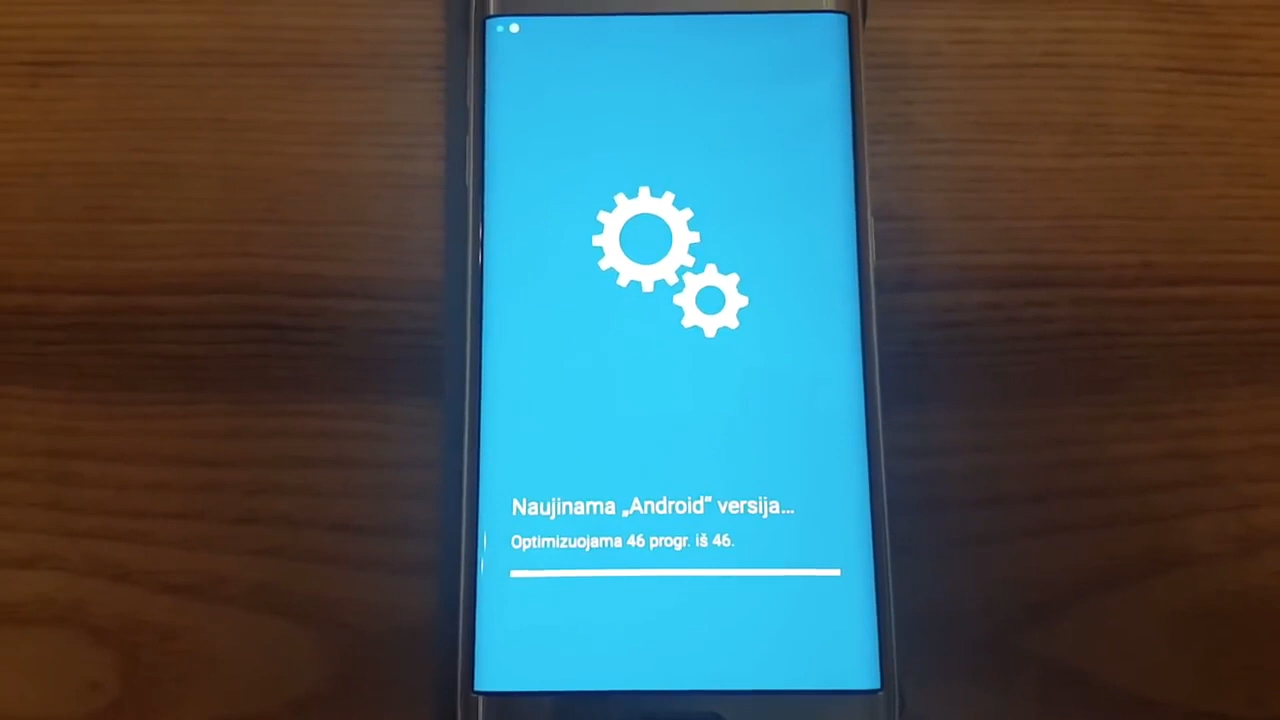 Naujinama „Android“ versija...
Optimizuojama 46 progr. iš 46.